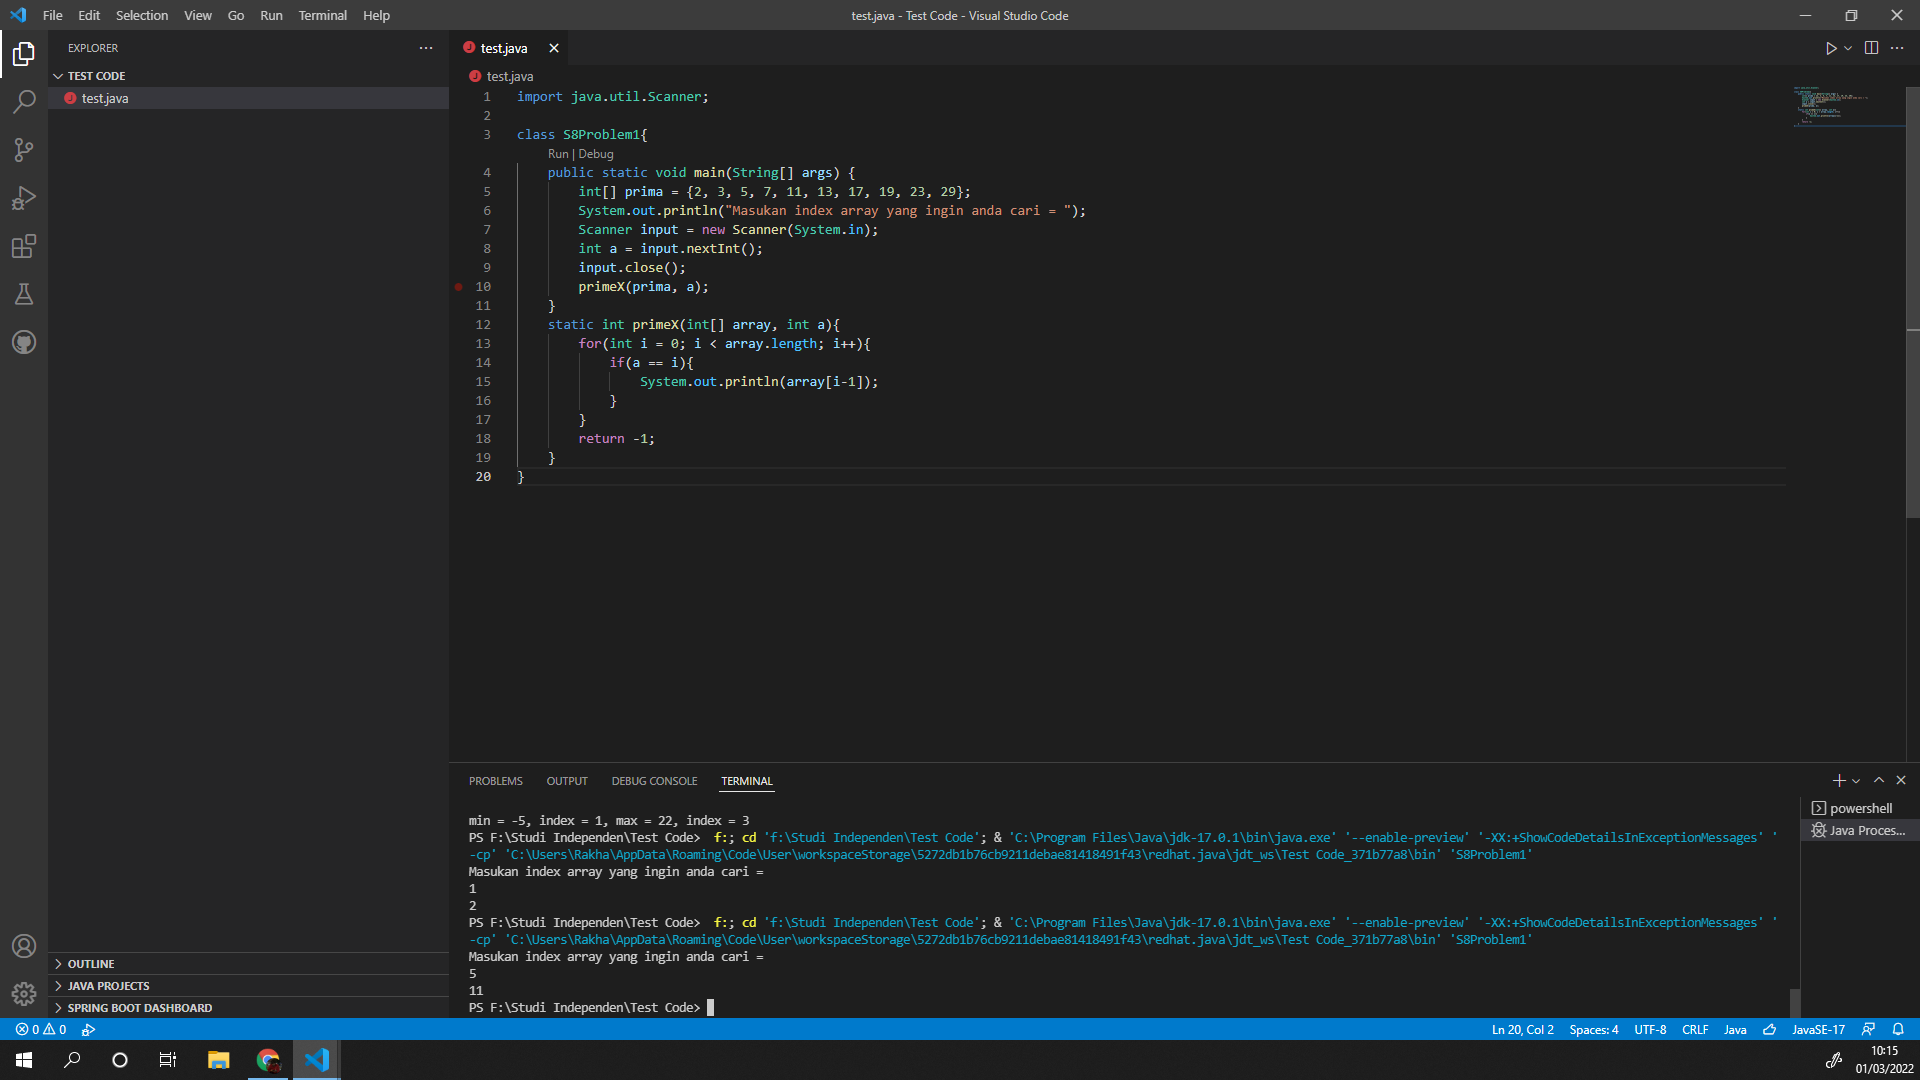 File Edit Selection View Go Run Terminal Help
test.java - Test Code - Visual Studio Code
EXPLORER
TEST CODE
test.java
OUTLINE
JAVA PROJECTS
SPRING BOOT DASHBOARD
test.java
test.java
1 import java.util.Scanner;
2
3 class S8Problem1{
Run | Debug
4 public static void main(String[] args) {
5 int[] prima = {2, 3, 5, 7, 11, 13, 17, 19, 23, 29};
6 System.out.println("Masukan index array yang ingin anda cari = ");
7 Scanner input = new Scanner(System.in);
8 int a = input.nextInt();
9 input.close();
10 primeX(prima, a);
11 }
12 static int primeX(int[] array, int a){
13 for(int i = 0; i < array.length; i++){
14 if(a == i){
15 System.out.println(array[i-1]);
16 }
17 }
18 return -1;
19 }
20 }
PROBLEMS OUTPUT DEBUG CONSOLE TERMINAL
min = -5, index = 1, max = 22, index = 3
PS F:\Studi Independen\Test Code> f:; cd 'f:\Studi Independen\Test Code'; & 'C:\Program Files\Java\jdk-17.0.1\bin\java.exe' '--enable-preview' '-XX:+ShowCodeDetailsInExceptionMessages' '
-cp' 'C:\Users\Rakha\AppData\Roaming\Code\User\workspaceStorage\5272db1b76cb9211debae81418491f43\redhat.java\jdt_ws\Test Code_371b77a8\bin' 'S8Problem1'
Masukan index array yang ingin anda cari =
1
2
PS F:\Studi Independen\Test Code> f:; cd 'f:\Studi Independen\Test Code'; & 'C:\Program Files\Java\jdk-17.0.1\bin\java.exe' '--enable-preview' '-XX:+ShowCodeDetailsInExceptionMessages' '
-cp' 'C:\Users\Rakha\AppData\Roaming\Code\User\workspaceStorage\5272db1b76cb9211debae81418491f43\redhat.java\jdt_ws\Test Code_371b77a8\bin' 'S8Problem1'
Masukan index array yang ingin anda cari =
5
11
PS F:\Studi Independen\Test Code>
powershell
Java Proces...
0 0
Ln 20, Col 2 Spaces: 4 UTF-8 CRLF Java JavaSE-17
10:15
01/03/2022